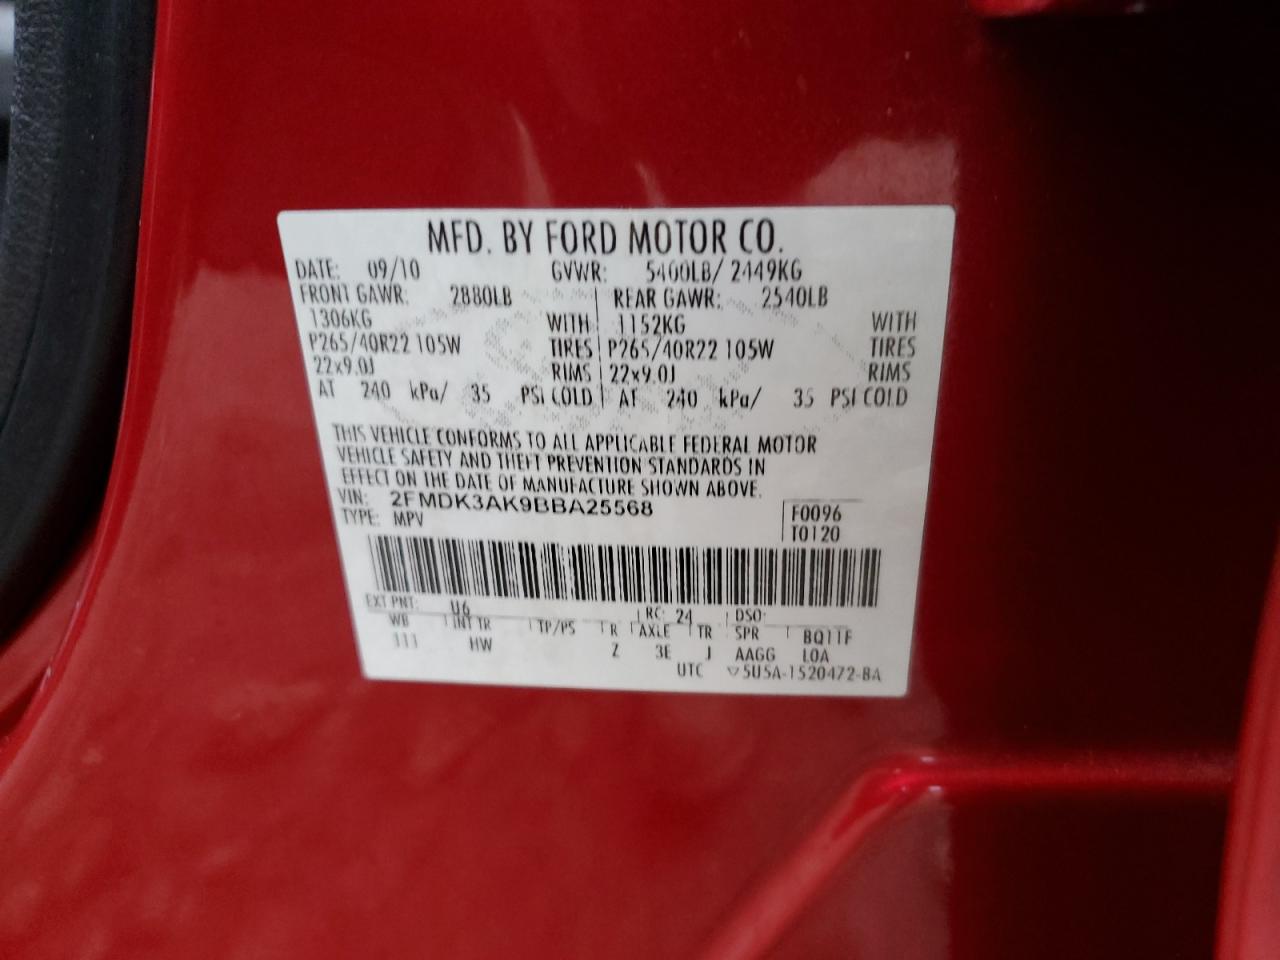 MFD. BY FORD MOTOR CO.
DATE: 09/10 GVWR: 5400LB/ 2449KG
FRONT GAWR: 2880LB REAR GAWR: 2540LB
1306KG WITH 1152KG WITH
P265/40R22 105W TIRES P265/40R22 105W TIRES
22x9.0J RIMS 22x9.0J RIMS
AT 240 kPa/ 35 PSI COLD AT 240 kPa/ 35 PSI COLD
THIS VEHICLE CONFORMS TO ALL APPLICABLE FEDERAL MOTOR
VEHICLE SAFETY AND THEFT PREVENTION STANDARDS IN
EFFECT ON THE DATE OF MANUFACTURE SHOWN ABOVE.
VIN: 2FMDK3AK9BBA25568 F0096
TYPE: MPV T0120
EXT PNT: U6 RC: 24 DSO:
WB INT TR TP/PS R AXLE TR SPR BQ11F
111 HW Z 3E J AAGG LOA
UTC ▽5U5A-1520472-BA